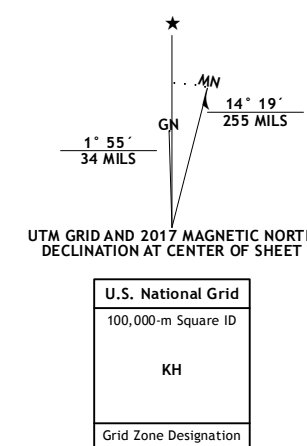 ★
MN
GN
14° 19´
255 MILS
1° 55´
34 MILS
UTM GRID AND 2017 MAGNETIC NORT
DECLINATION AT CENTER OF SHEET
U.S. National Grid
100,000-m Square ID
KH
Grid Zone Designation